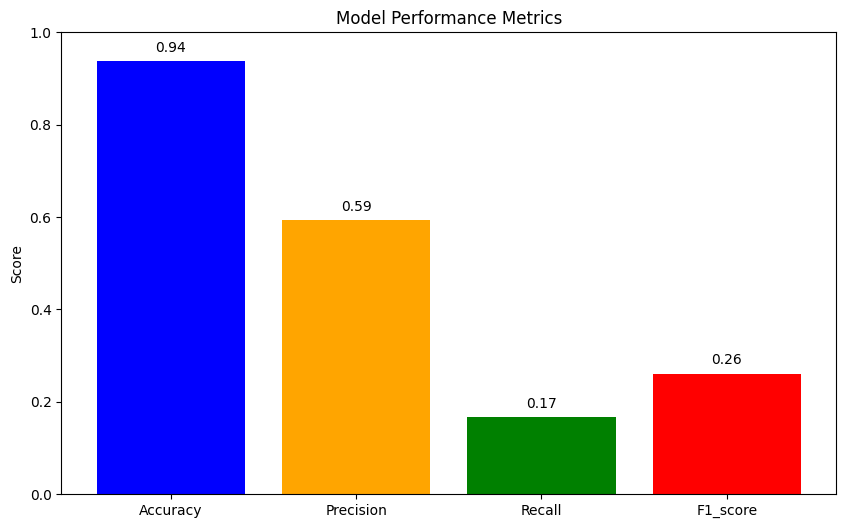 Model Performance Metrics
1.0
0.8
0.6
0.4
0.2
0.0
Score
0.94
0.59
0.17
0.26
Accuracy
Precision
Recall
F1_score